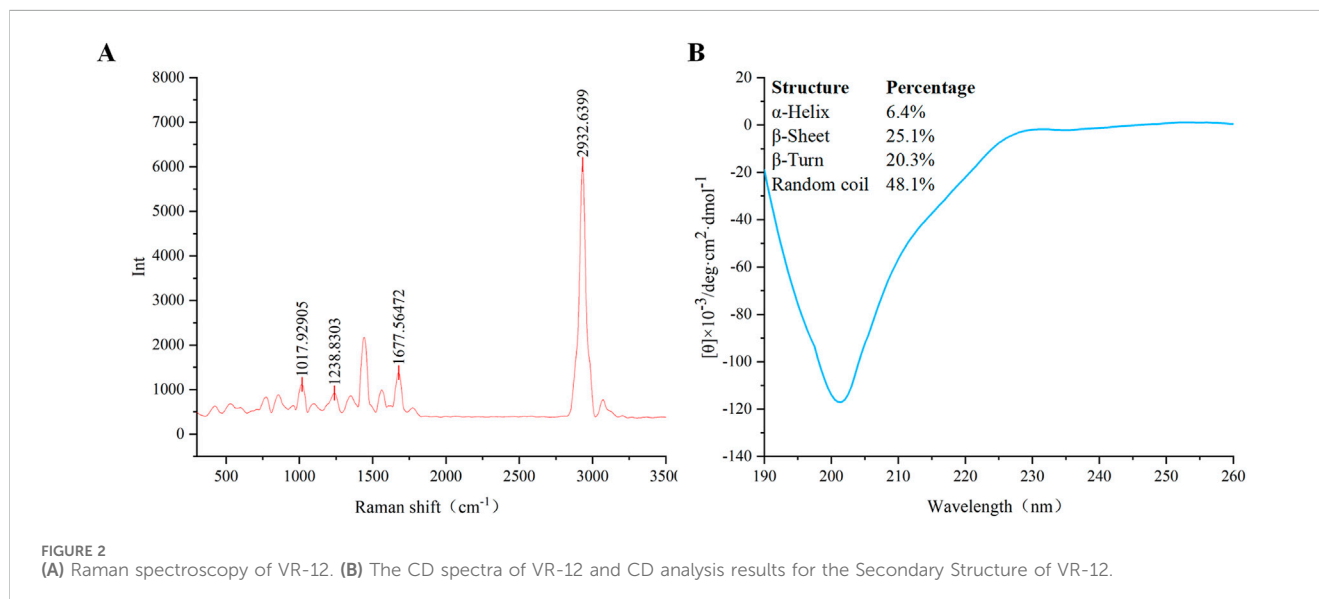 A
8000
7000
6000
5000
4000
3000
2000
1000
0
Int
1017.92905
1238.8303
1677.56472
2932.6399
500 1000 1500 2000 2500 3000 3500
Raman shift（cm⁻¹）
B
20
0
-20
-40
-60
-80
-100
-120
-140
[θ]×10⁻³/deg·cm²·dmol⁻¹
Structure Percentage
α-Helix 6.4%
β-Sheet 25.1%
β-Turn 20.3%
Random coil 48.1%
190 200 210 220 230 240 250 260
Wavelength（nm）
FIGURE 2
(A) Raman spectroscopy of VR-12. (B) The CD spectra of VR-12 and CD analysis results for the Secondary Structure of VR-12.